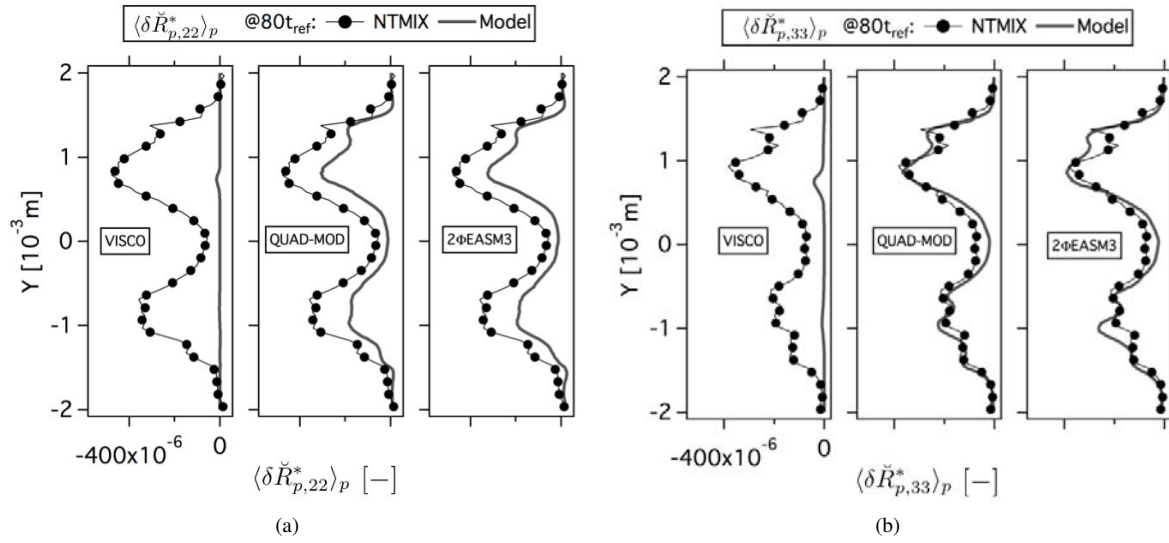 ⟨δR̆*p,22⟩p @80tref: NTMIX Model
⟨δR̆*p,33⟩p @80tref: NTMIX Model
Y [10⁻³m]
2
1
0
-1
-2
VISCO
QUAD-MOD
2ΦEASM3
-400x10⁻⁶ 0
⟨δR̆*p,22⟩p [−]
(a)
Y [10⁻³m]
2
1
0
-1
-2
VISCO
QUAD-MOD
2ΦEASM3
-400x10⁻⁶ 0
⟨δR̆*p,33⟩p [−]
(b)